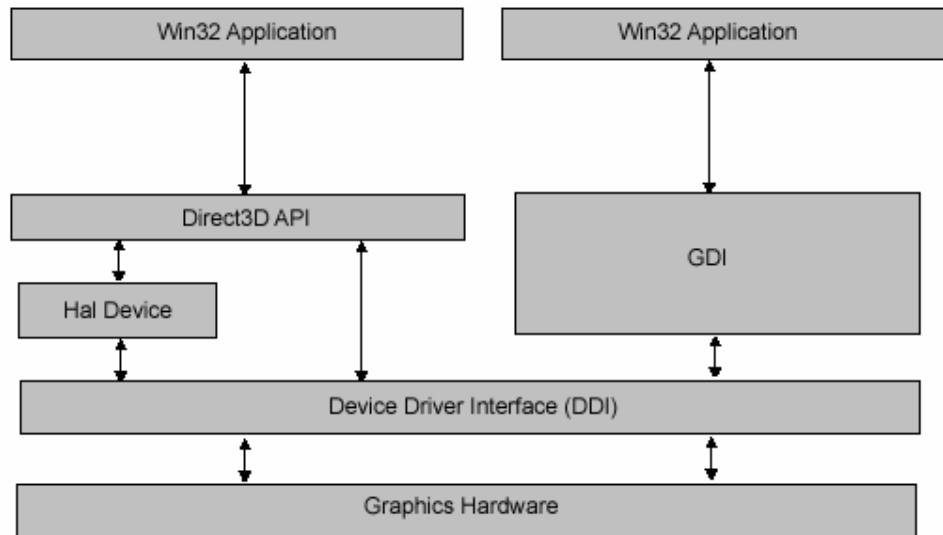 Win32 Application
Win32 Application
Direct3D API
GDI
Hal Device
Device Driver Interface (DDI)
Graphics Hardware